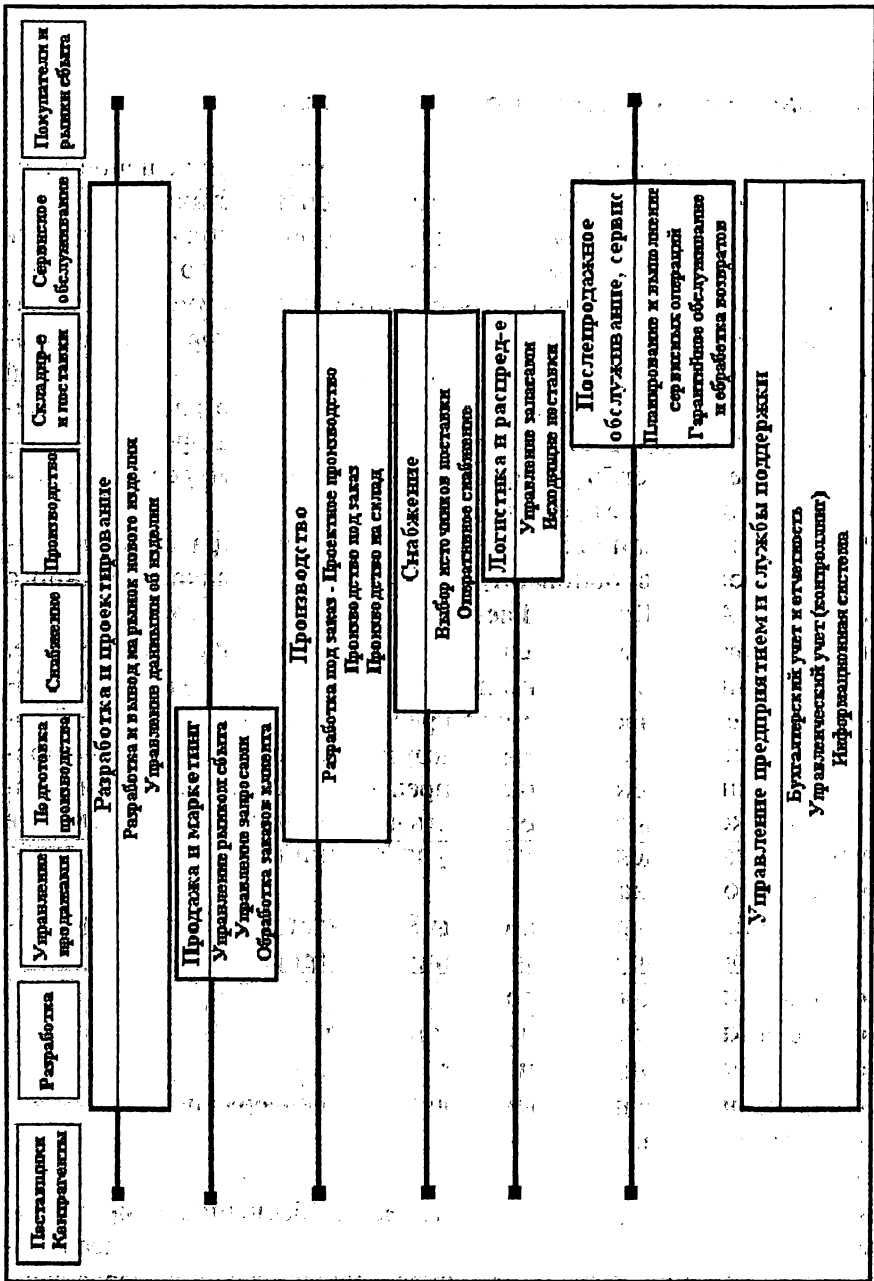 Поставщики
Контрагенты
Разработка
Управление
продажами
Подготовка
производства
Снабжение
Производство
Складир-е
и поставки
Сервисное
обслуживание
Покупатели и
рынки сбыта
Разработка и проектирование
Разработка и вывод на рынок нового изделия
Управление данными об изделии
Продажа и маркетинг
Управление рынком сбыта
Управление запросами
Обработка заказов клиента
Производство
Разработка под заказ - Проектное производство
Производство под заказ
Производство на склад
Снабжение
Выбор источников поставки
Оперативное снабжение
Логистика и распред-е
Управление запасами
Исходящие поставки
Послепродажное
обслуживание, сервис
Планирование и выполнение
сервисных операций
Гарантийное обслуживание
и обработка возвратов
Управление предприятием и службы поддержки
Бухгалтерский учет и отчетность
Управленческий учет (контроллинг)
Информационная система